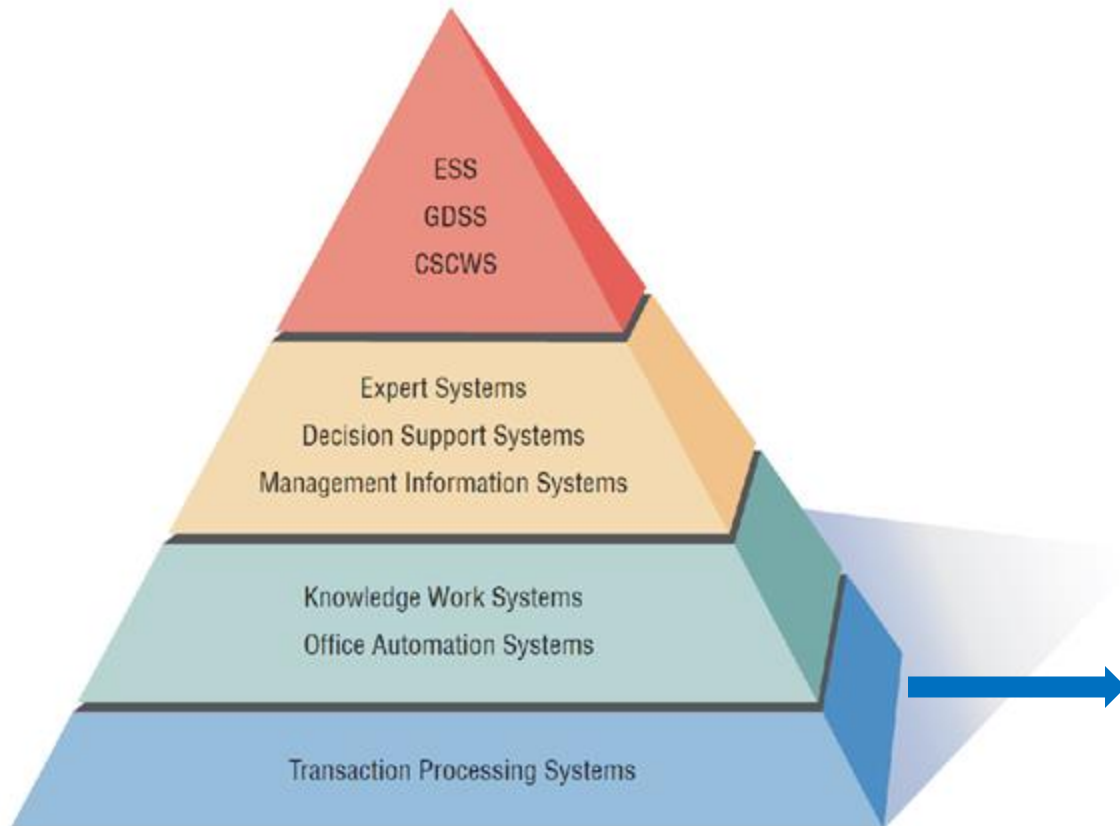 ESS
GDSS
CSCWS
Expert Systems
Decision Support Systems
Management Information Systems
Knowledge Work Systems
Office Automation Systems
Transaction Processing Systems